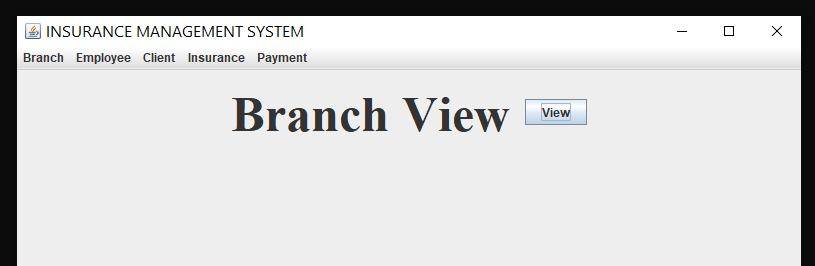 INSURANCE MANAGEMENT SYSTEM
Branch Employee Client Insurance Payment
Branch View View